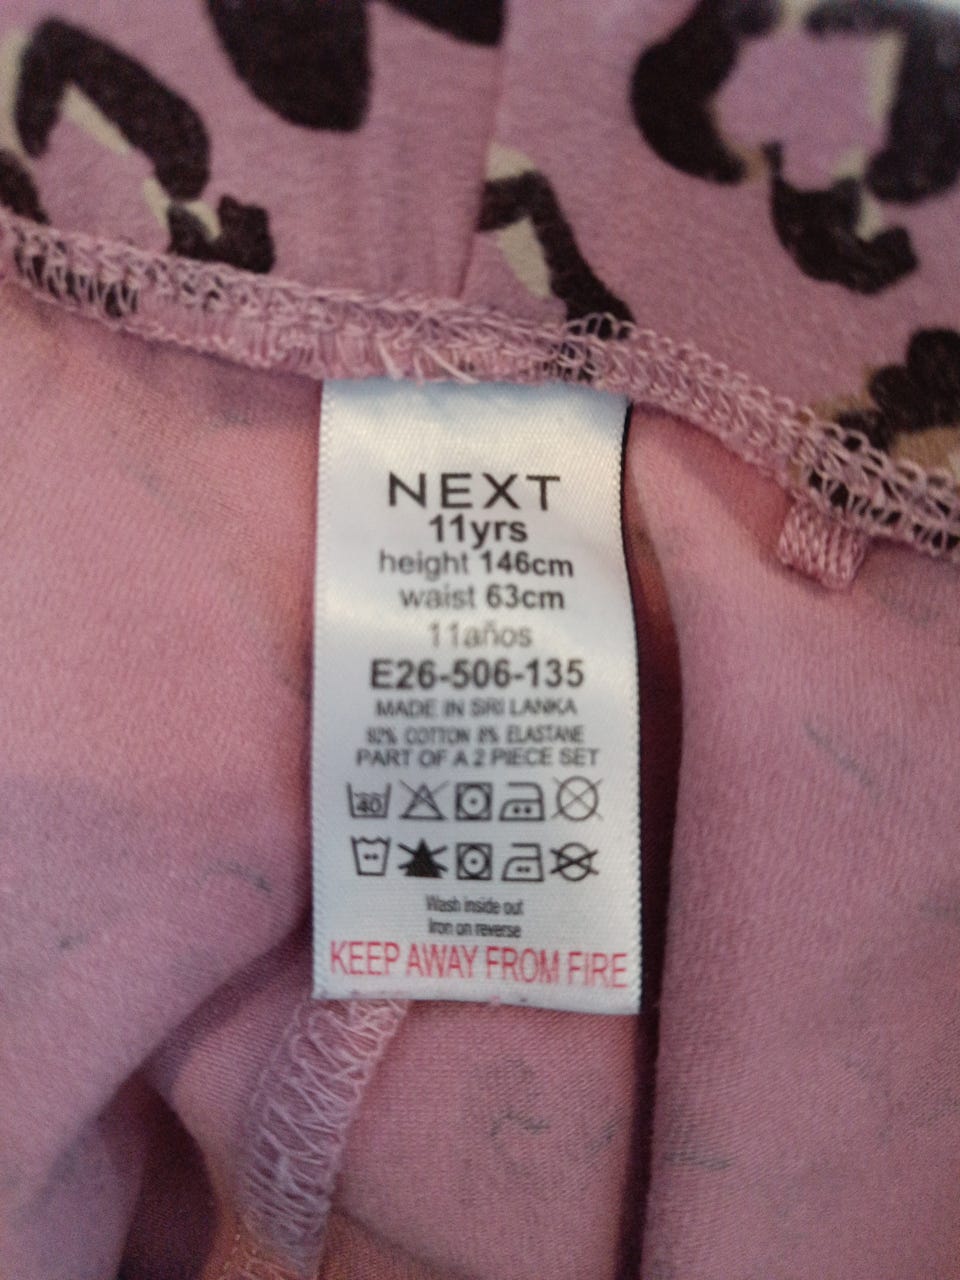 NEXT
11yrs
height 146cm
waist 63cm
11años
E26-506-135
MADE IN SRI LANKA
92% COTTON 8% ELASTANE
PART OF A 2 PIECE SET
40
Wash inside out
Iron on reverse
KEEP AWAY FROM FIRE